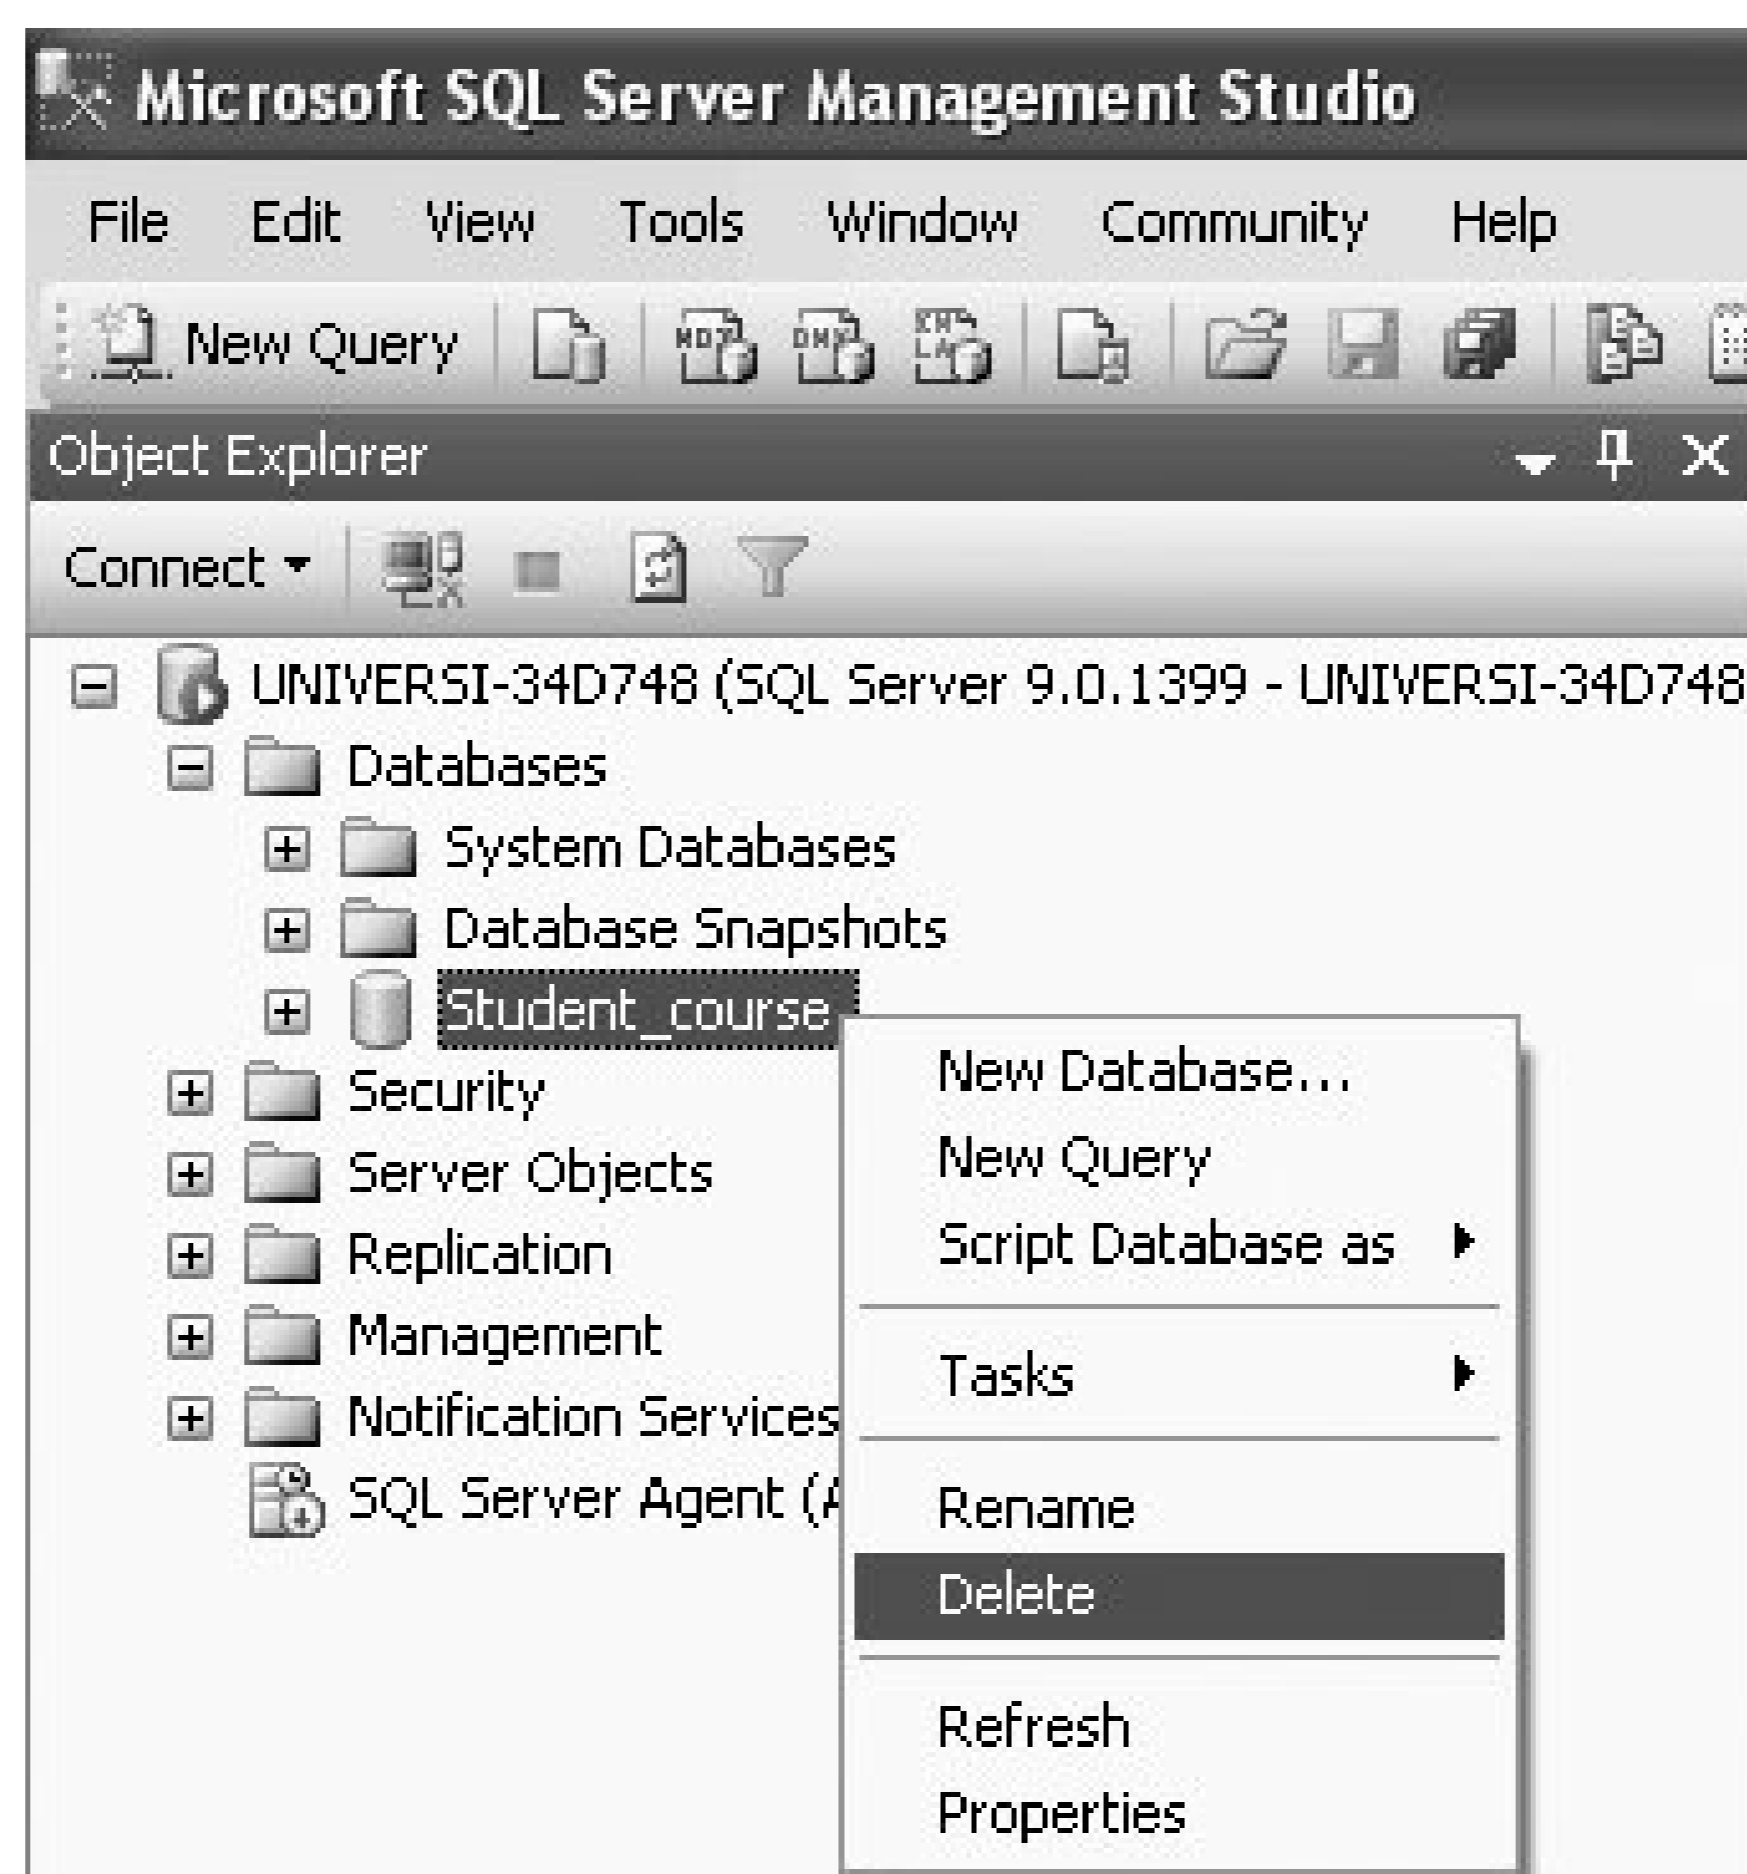 Microsoft SQL Server Management Studio
File Edit View Tools Window Community Help
New Query
Object Explorer
Connect
UNIVERSI-34D748 (SQL Server 9.0.1399 - UNIVERSI-34D748
Databases
System Databases
Database Snapshots
Student_course
Security
Server Objects
Replication
Management
Notification Services
SQL Server Agent (
New Database...
New Query
Script Database as
Tasks
Rename
Delete
Refresh
Properties